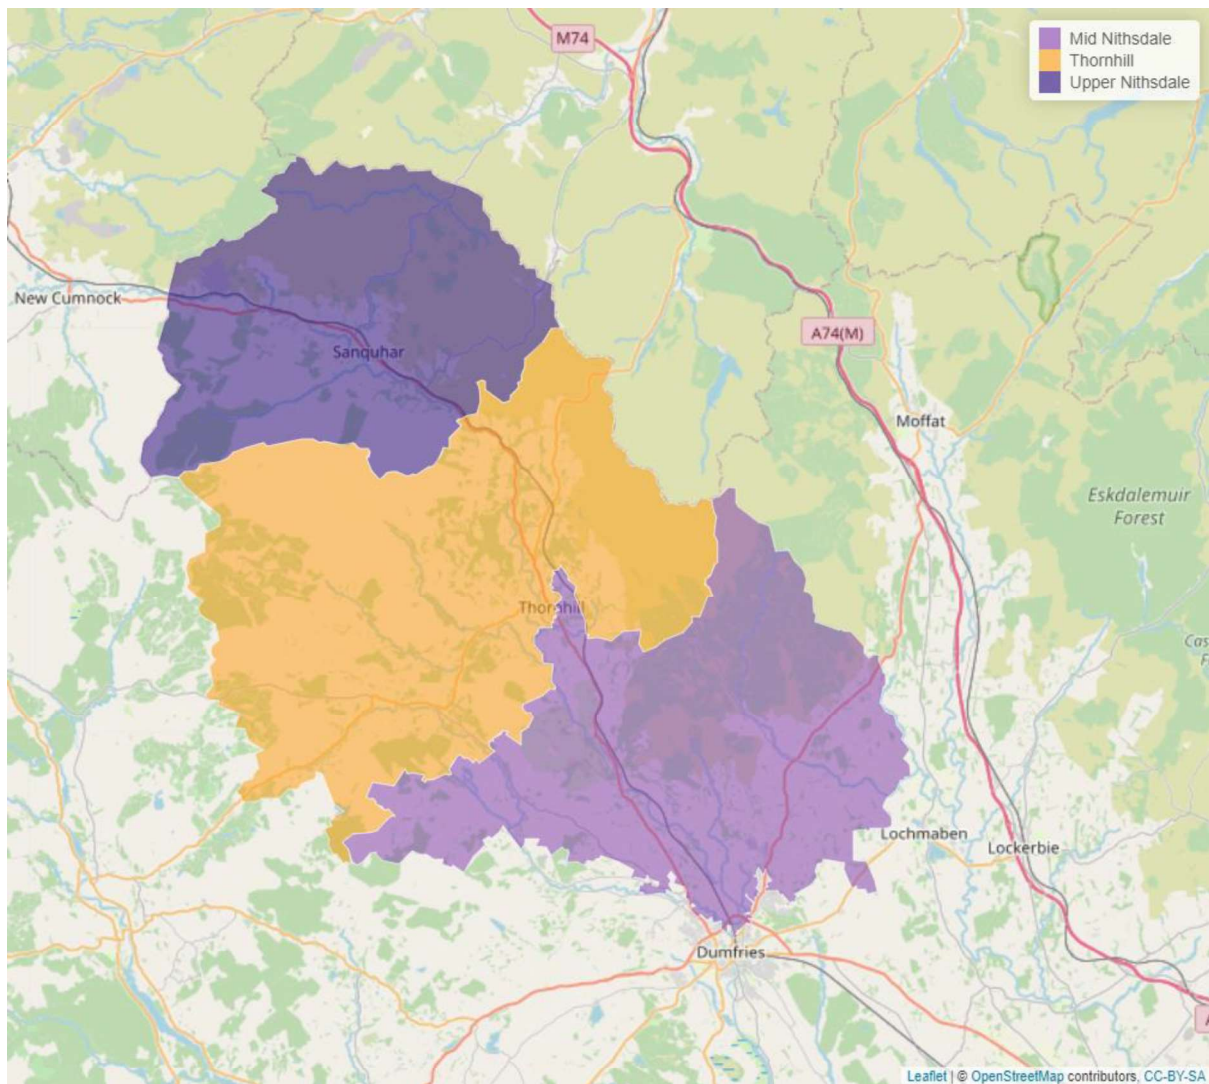 M74
Mid Nithsdale
Thornhill
Upper Nithsdale
New Cumnock
A74(M)
Sanquhar
Moffat
Eskdalemuir
Forest
Thornhill
Lochmaben
Lockerbie
Dumfries
Leaflet | © OpenStreetMap contributors, CC-BY-SA